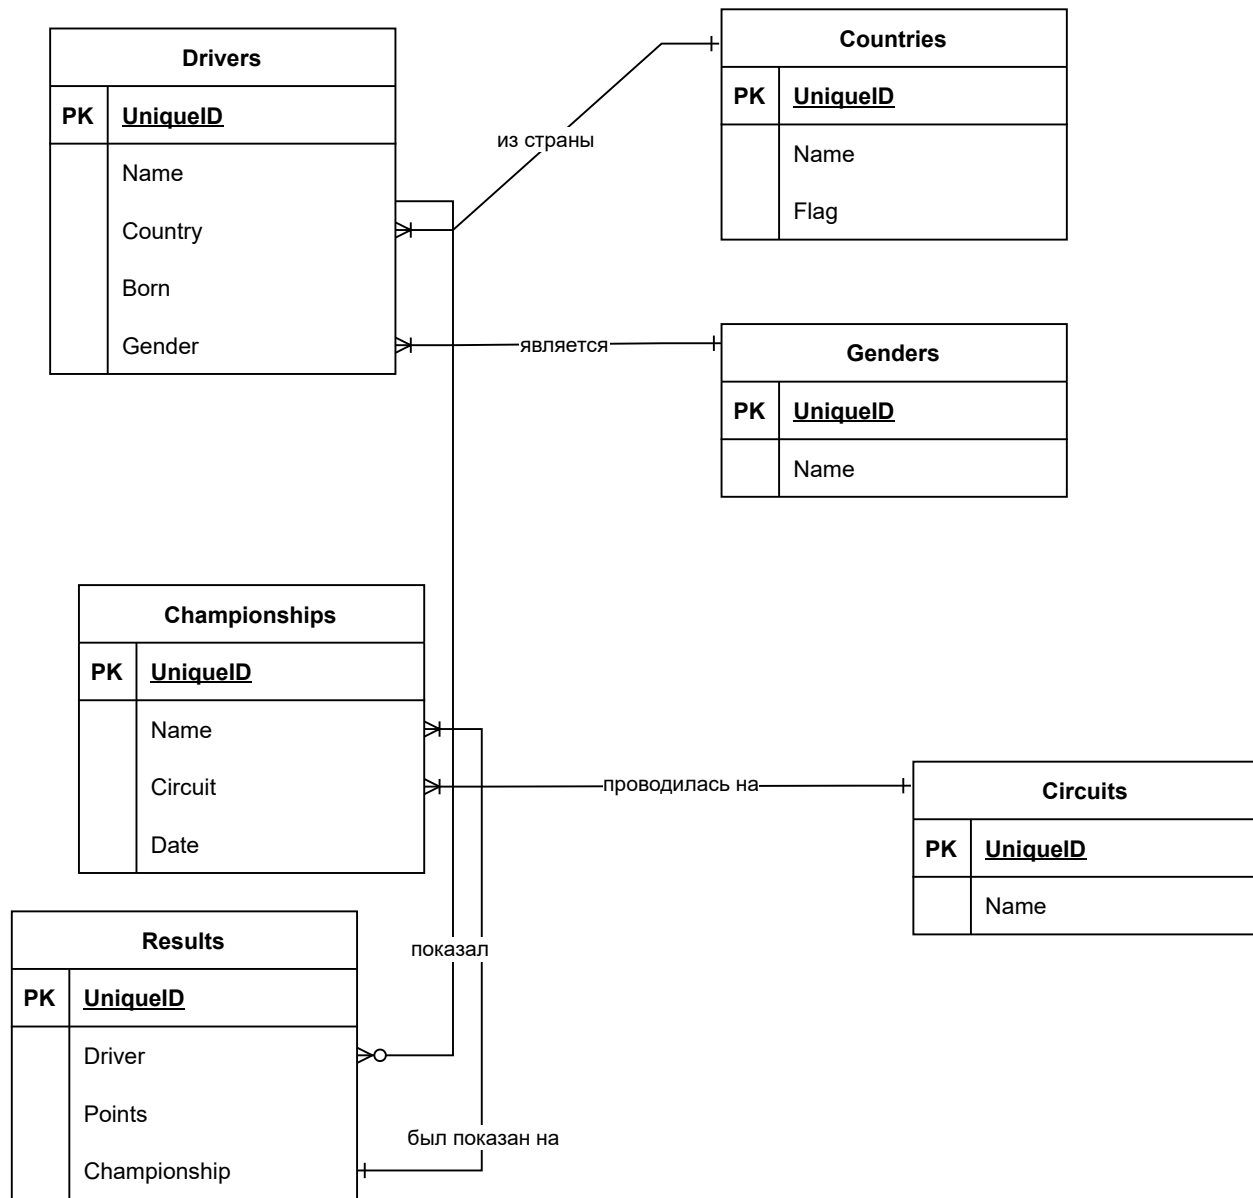 Drivers
PK UniqueID
Name
Country
Born
Gender
из страны
Countries
PK UniqueID
Name
Flag
является
Genders
PK UniqueID
Name
Championships
PK UniqueID
Name
Circuit
Date
проводилась на
Circuits
PK UniqueID
Name
Results
PK UniqueID
Driver
Points
Championship
показал
был показан на